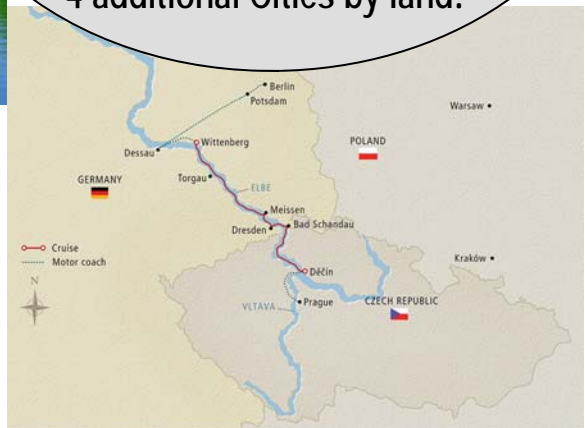 4 additional Cities by land.
Berlin
Potsdam
Warsaw
Wittenberg
Dessau
POLAND
GERMANY
Torgau
ELBE
Meissen
Dresden
Bad Schandau
Cruise
Motor coach
Kraków
N
Děčín
Prague
CZECH REPUBLIC
VLTAVA